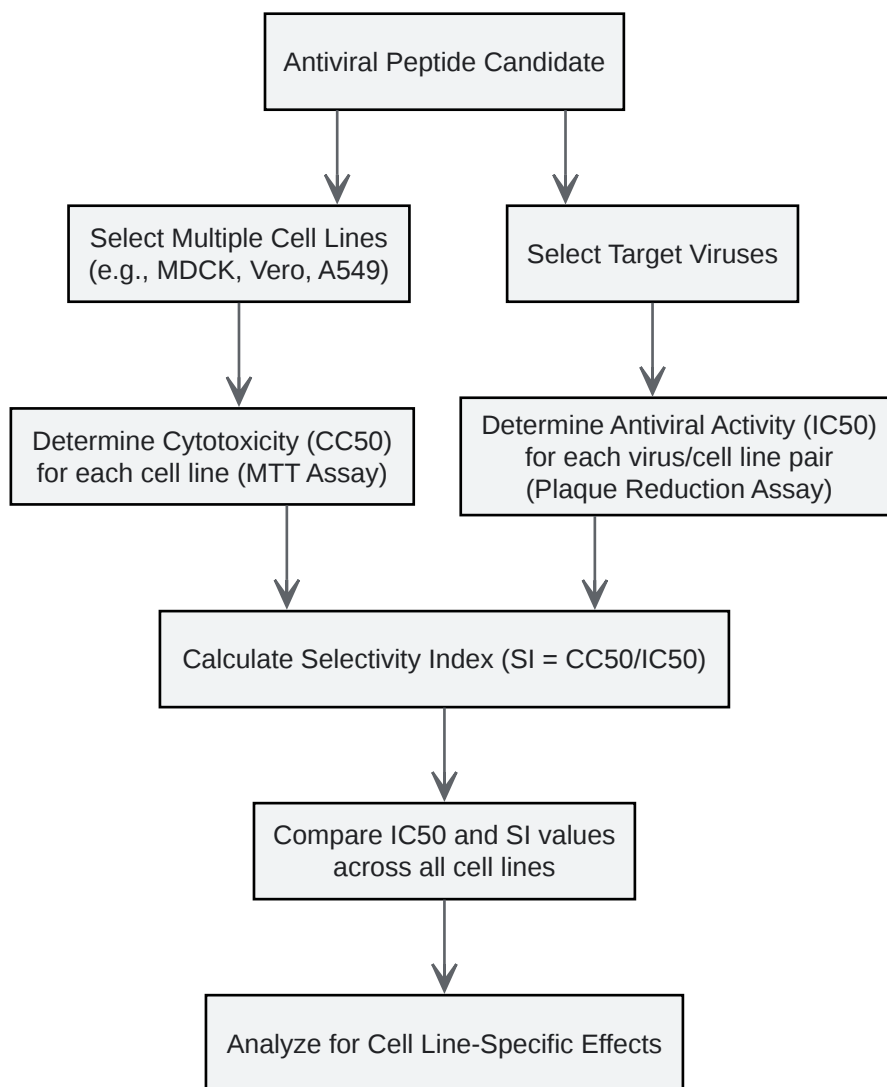 Antiviral Peptide Candidate
Select Multiple Cell Lines
(e.g., MDCK, Vero, A549)
Select Target Viruses
Determine Cytotoxicity (CC50)
for each cell line (MTT Assay)
Determine Antiviral Activity (IC50)
for each virus/cell line pair
(Plaque Reduction Assay)
Calculate Selectivity Index (SI = CC50/IC50)
Compare IC50 and SI values
across all cell lines
Analyze for Cell Line-Specific Effects